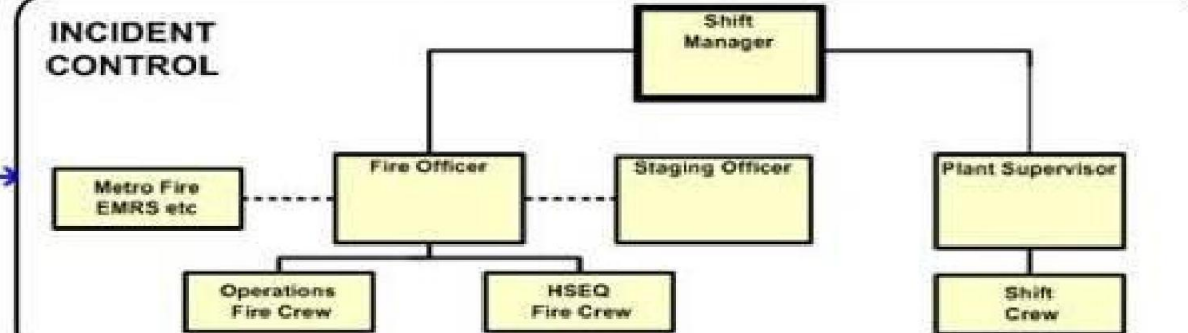 INCIDENT
CONTROL
Shift
Manager
Fire Officer
Staging Officer
Plant Supervisor
Metro Fire
EMRS etc
Operations
Fire Crew
HSEQ
Fire Crew
Shift
Crew